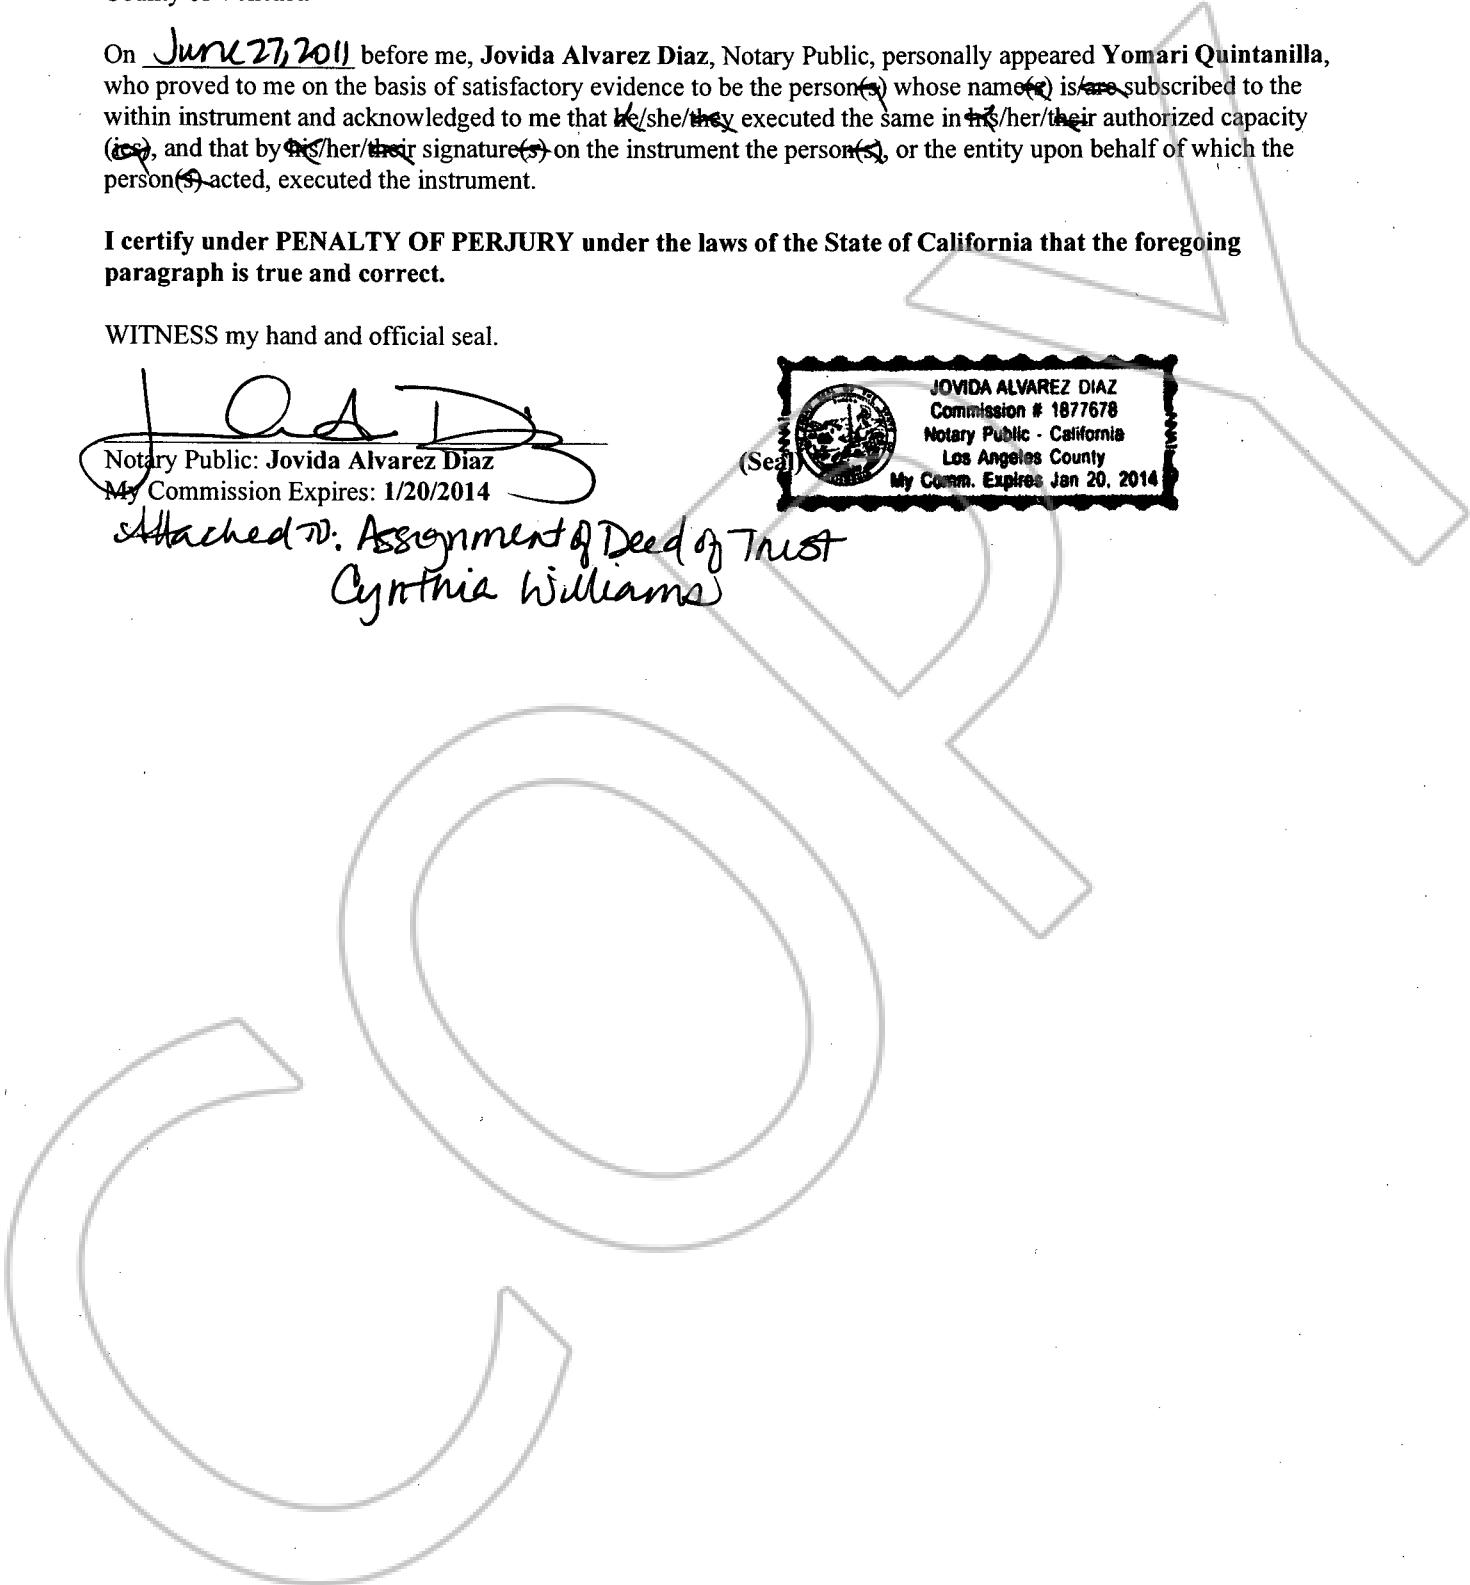 On June 27, 2011 before me, Jovida Alvarez Diaz, Notary Public, personally appeared Yomari Quintanilla,
who proved to me on the basis of satisfactory evidence to be the person(s) whose name(s) is/are subscribed to the
within instrument and acknowledged to me that he/she/they executed the same in his/her/their authorized capacity
(ies), and that by his/her/their signature(s) on the instrument the person(s), or the entity upon behalf of which the
person(s) acted, executed the instrument.
I certify under PENALTY OF PERJURY under the laws of the State of California that the foregoing
paragraph is true and correct.
WITNESS my hand and official seal.
Notary Public: Jovida Alvarez Diaz
My Commission Expires: 1/20/2014
(Seal)
JOVIDA ALVAREZ DIAZ
Commission # 1877678
Notary Public - California
Los Angeles County
My Comm. Expires Jan 20, 2014
Attached to: Assignment of Deed of Trust
Cynthia Williams
COPY